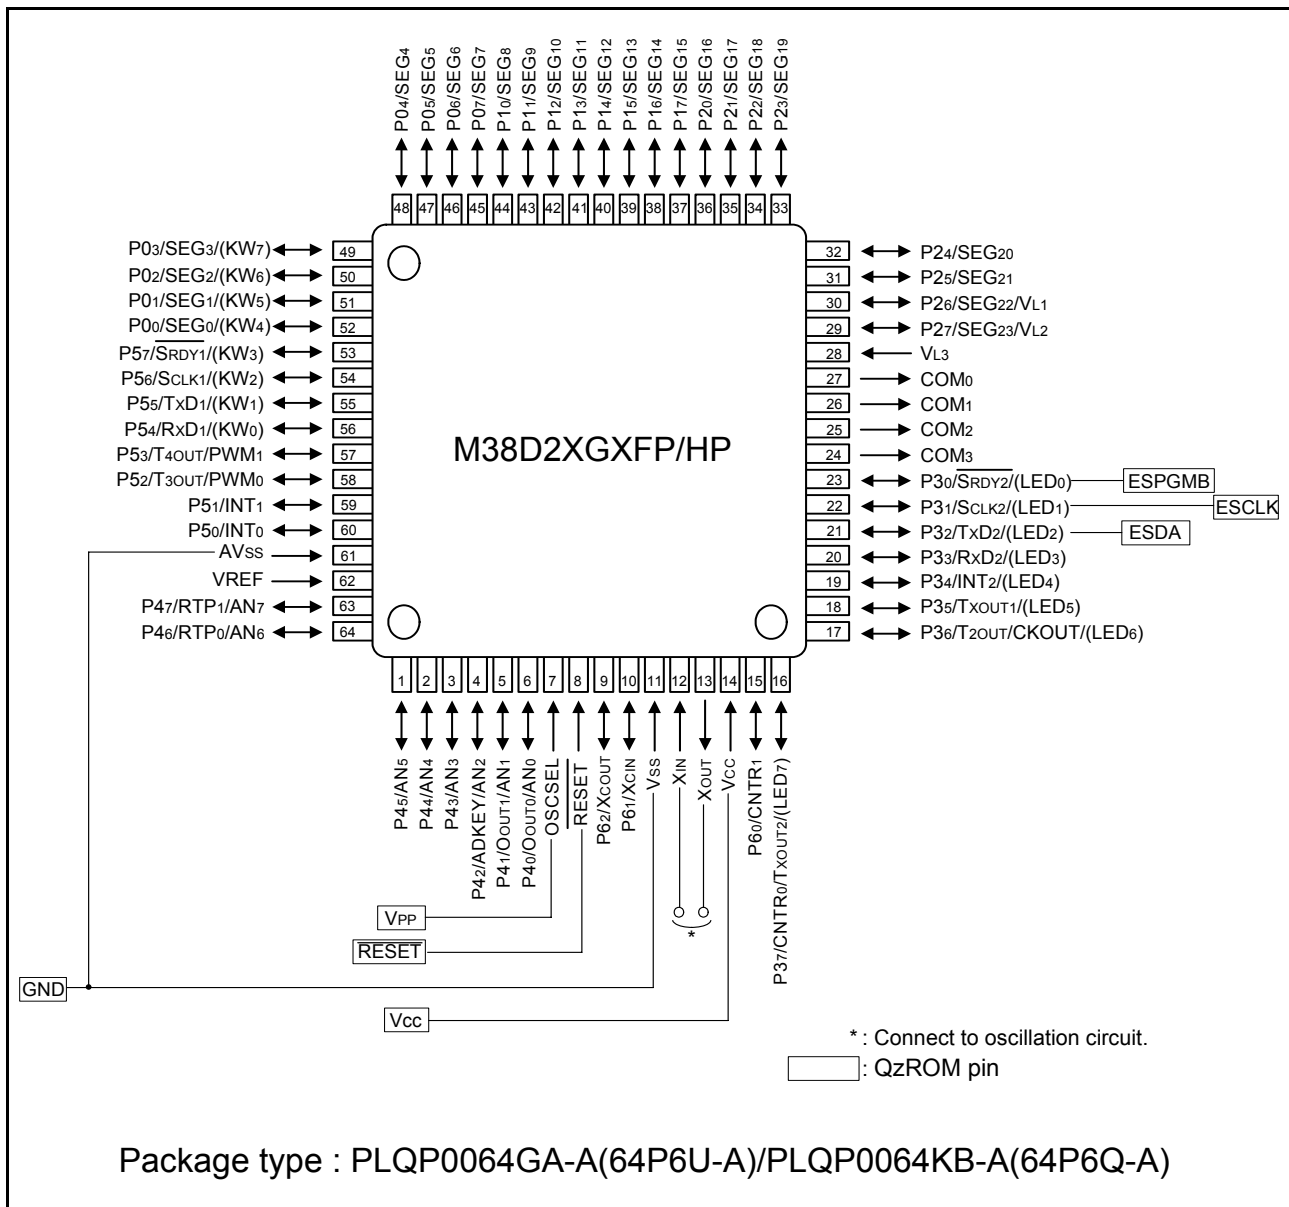 P04/SEG4
P05/SEG5
P06/SEG6
P07/SEG7
P10/SEG8
P11/SEG9
P12/SEG10
P13/SEG11
P14/SEG12
P15/SEG13
P16/SEG14
P17/SEG15
P20/SEG16
P21/SEG17
P22/SEG18
P23/SEG19
48 47 46 45 44 43 42 41 40 39 38 37 36 35 34 33
P03/SEG3/(KW7) 49
P02/SEG2/(KW6) 50
P01/SEG1/(KW5) 51
P00/SEG0/(KW4) 52
P57/SRDY1/(KW3) 53
P56/SCLK1/(KW2) 54
P55/TXD1/(KW1) 55
P54/RXD1/(KW0) 56
P53/T4OUT/PWM1 57
P52/T3OUT/PWM0 58
P51/INT1 59
P50/INT0 60
AVSS 61
VREF 62
P47/RTP1/AN7 63
P46/RTP0/AN6 64
M38D2XGXFP/HP
32 P24/SEG20
31 P25/SEG21
30 P26/SEG22/VL1
29 P27/SEG23/VL2
28 VL3
27 COM0
26 COM1
25 COM2
24 COM3
23 P30/SRDY2/(LED0) ESPGMB
22 P31/SCLK2/(LED1) ESCLK
21 P32/TXD2/(LED2) ESDA
20 P33/RXD2/(LED3)
19 P34/INT2/(LED4)
18 P35/TXOUT1/(LED5)
17 P36/T2OUT/CKOUT/(LED6)
1 2 3 4 5 6 7 8 9 10 11 12 13 14 15 16
P45/AN5
P44/AN4
P43/AN3
P42/ADKEY/AN2
P41/OOUT1/AN1
P40/OOUT0/AN0
OSCSEL
RESET
P62/XCOUT
P61/XCIN
VSS
XIN
XOUT
VCC
P60/CNTR1
P37/CNTR0/TXOUT2/(LED7)
VPP
*
RESET
GND
Vcc
* : Connect to oscillation circuit.
: QzROM pin
Package type : PLQP0064GA-A(64P6U-A)/PLQP0064KB-A(64P6Q-A)